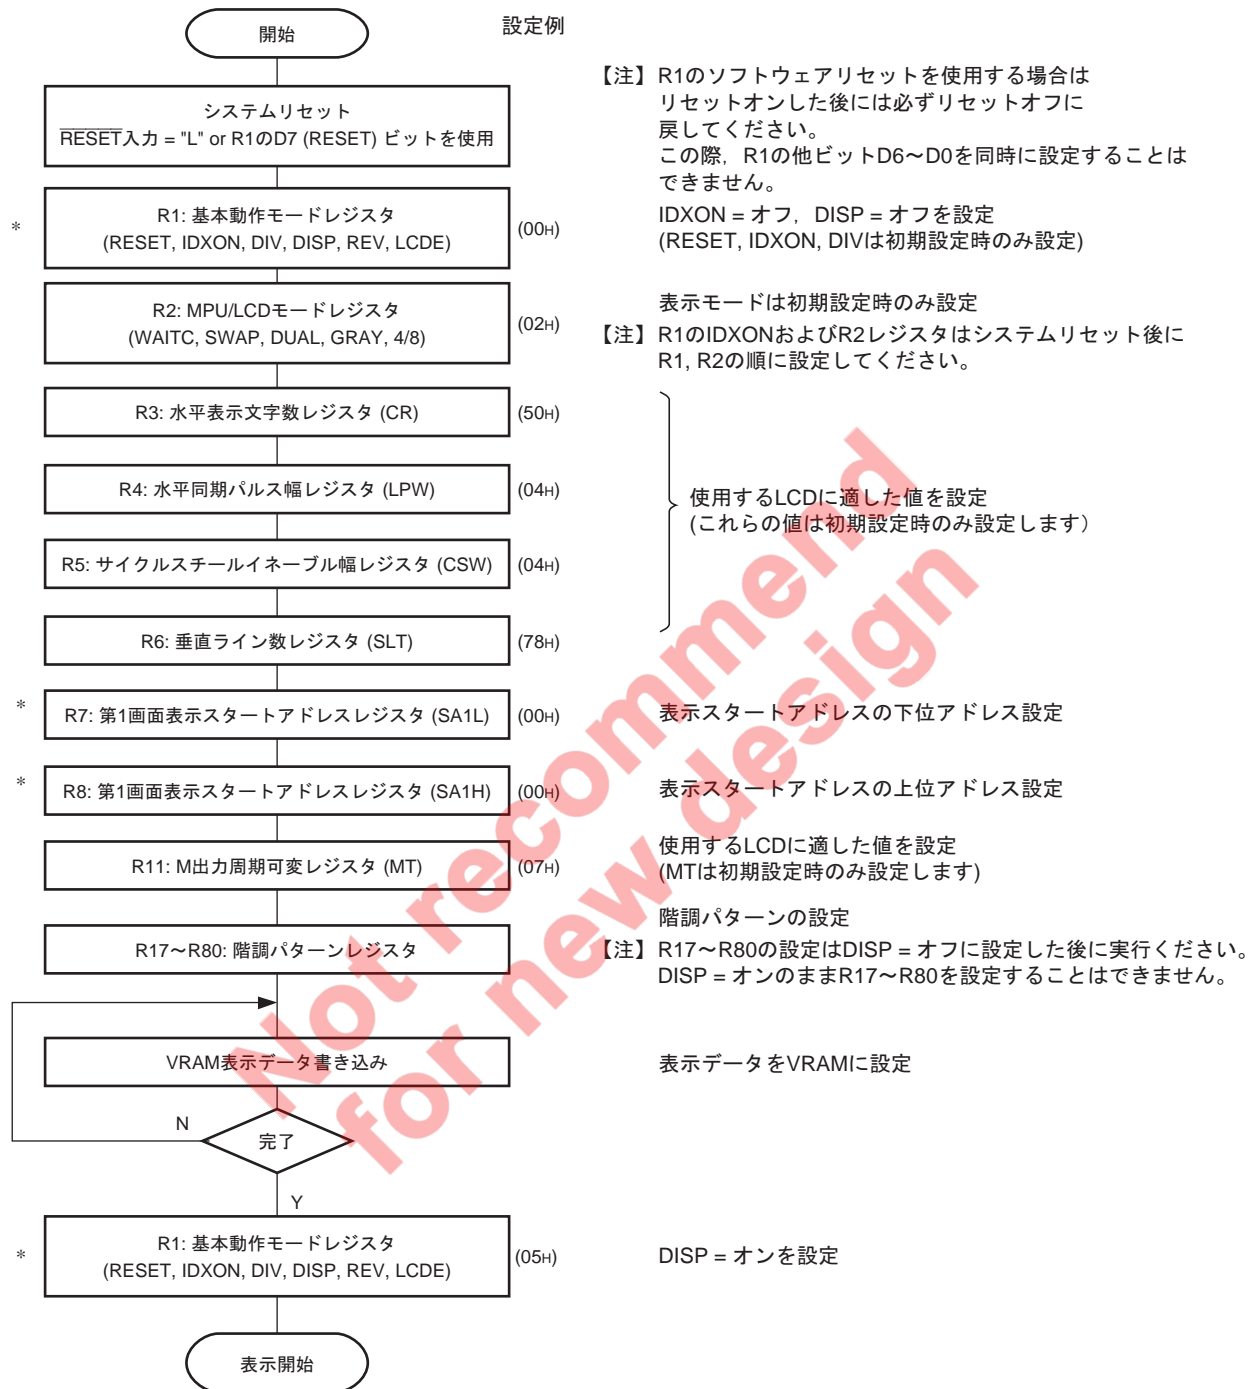 開始
設定例
システムリセット
RESET入力 = "L" or R1のD7 (RESET) ビットを使用
【注】 R1のソフトウェアリセットを使用する場合は
リセットオンした後には必ずリセットオフに
戻してください。
この際，R1の他ビットD6～D0を同時に設定することは
できません。
*
R1: 基本動作モードレジスタ
(RESET, IDXON, DIV, DISP, REV, LCDE)
(00H)
IDXON = オフ，DISP = オフを設定
(RESET, IDXON, DIVは初期設定時のみ設定)
R2: MPU/LCDモードレジスタ
(WAITC, SWAP, DUAL, GRAY, 4/8)
(02H)
表示モードは初期設定時のみ設定
【注】 R1のIDXONおよびR2レジスタはシステムリセット後に
R1, R2の順に設定してください。
R3: 水平表示文字数レジスタ (CR)
(50H)
R4: 水平同期パルス幅レジスタ (LPW)
(04H)
使用するLCDに適した値を設定
(これらの値は初期設定時のみ設定します）
R5: サイクルスチールイネーブル幅レジスタ (CSW)
(04H)
R6: 垂直ライン数レジスタ (SLT)
(78H)
*
R7: 第1画面表示スタートアドレスレジスタ (SA1L)
(00H)
表示スタートアドレスの下位アドレス設定
*
R8: 第1画面表示スタートアドレスレジスタ (SA1H)
(00H)
表示スタートアドレスの上位アドレス設定
R11: M出力周期可変レジスタ (MT)
(07H)
使用するLCDに適した値を設定
(MTは初期設定時のみ設定します)
R17～R80: 階調パターンレジスタ
階調パターンの設定
【注】 R17～R80の設定はDISP = オフに設定した後に実行ください。
DISP = オンのままR17～R80を設定することはできません。
VRAM表示データ書き込み
表示データをVRAMに設定
N
完了
Y
*
R1: 基本動作モードレジスタ
(RESET, IDXON, DIV, DISP, REV, LCDE)
(05H)
DISP = オンを設定
表示開始
Not recommend
for new design